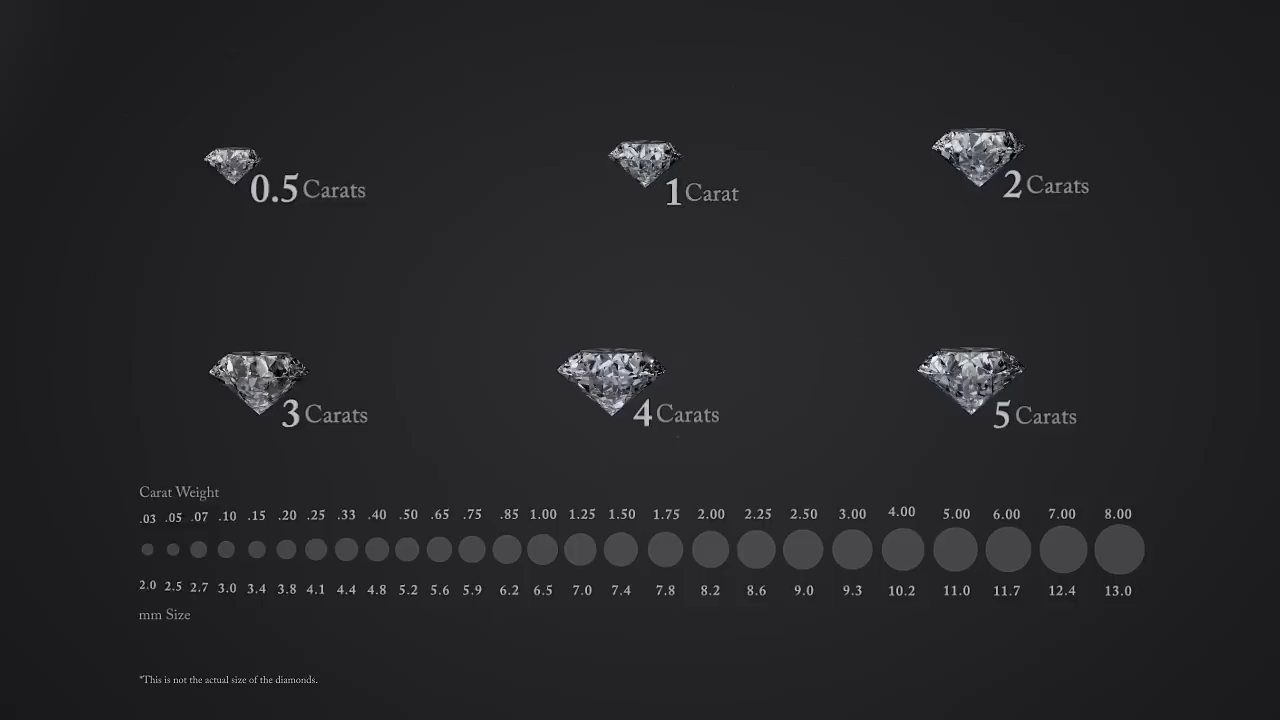 0.5 Carats
1 Carat
2 Carats
3 Carats
4 Carats
5 Carats
Carat Weight
.03 .05 .07 .10 .15 .20 .25 .33 .40 .50 .65 .75 .85 1.00 1.25 1.50 1.75 2.00 2.25 2.50 3.00 4.00 5.00 6.00 7.00 8.00
2.0 2.5 2.7 3.0 3.4 3.8 4.1 4.4 4.8 5.2 5.6 5.9 6.2 6.5 7.0 7.4 7.8 8.2 8.6 9.0 9.3 10.2 11.0 11.7 12.4 13.0
mm Size
*This is not the actual size of the diamonds.